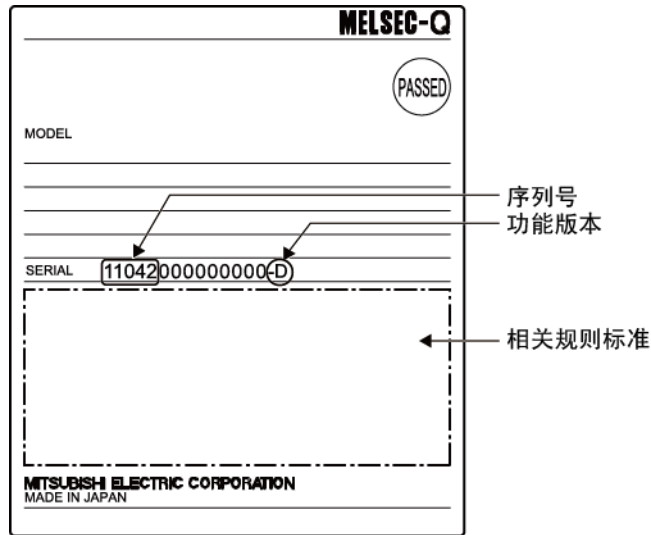 MELSEC-Q
PASSED
MODEL
序列号
功能版本
SERIAL 11042000000000-D
相关规则标准
MITSUBISHI ELECTRIC CORPORATION
MADE IN JAPAN